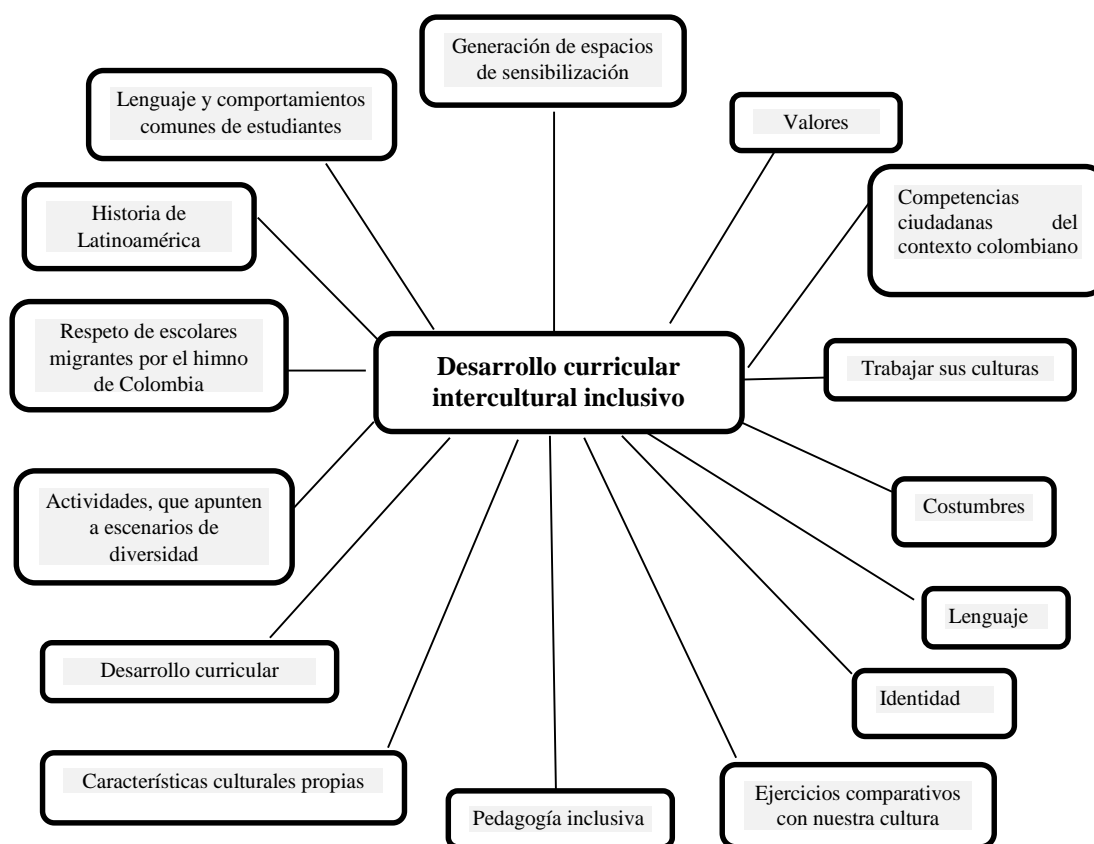 Generación de espacios
de sensibilización
Lenguaje y comportamientos
comunes de estudiantes
Valores
Historia de
Latinoamérica
Competencias
ciudadanas del
contexto colombiano
Respeto de escolares
migrantes por el himno
de Colombia
Desarrollo curricular
intercultural inclusivo
Trabajar sus culturas
Actividades, que apunten
a escenarios de
diversidad
Costumbres
Lenguaje
Desarrollo curricular
Identidad
Características culturales propias
Pedagogía inclusiva
Ejercicios comparativos
con nuestra cultura